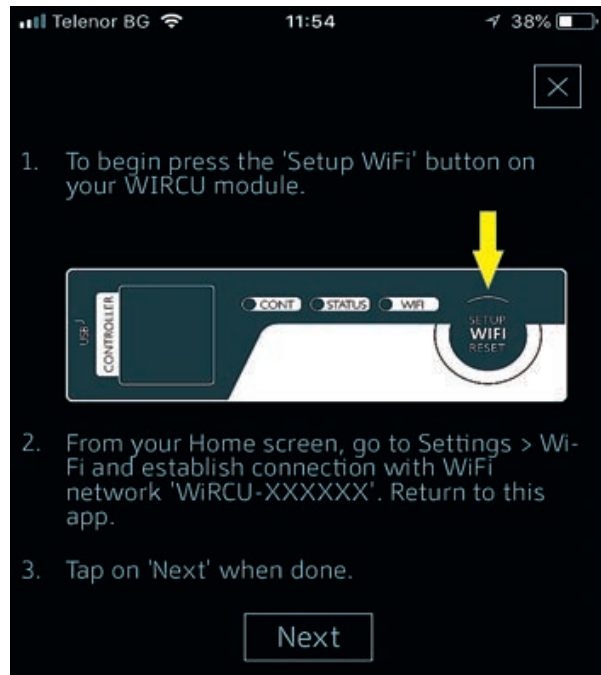 Telenor BG 11:54 38%
1. To begin press the 'Setup WiFi' button on
your WIRCU module.
USB
CONTROLLER
CONT STATUS WIFI
SETUP
WIFI
RESET
2. From your Home screen, go to Settings > Wi-
Fi and establish connection with WiFi
network 'WiRCU-XXXXXX'. Return to this
app.
3. Tap on 'Next' when done.
Next